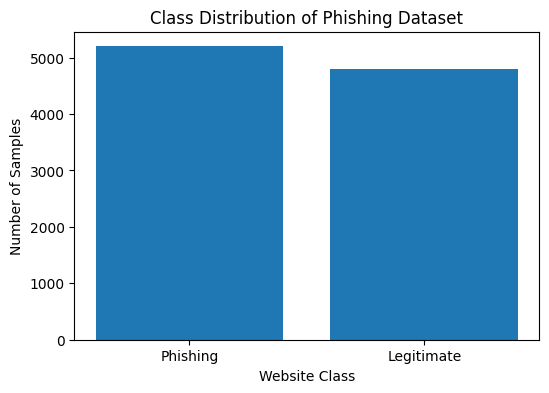 Class Distribution of Phishing Dataset
5000
4000
3000
2000
1000
0
Number of Samples
Phishing
Legitimate
Website Class